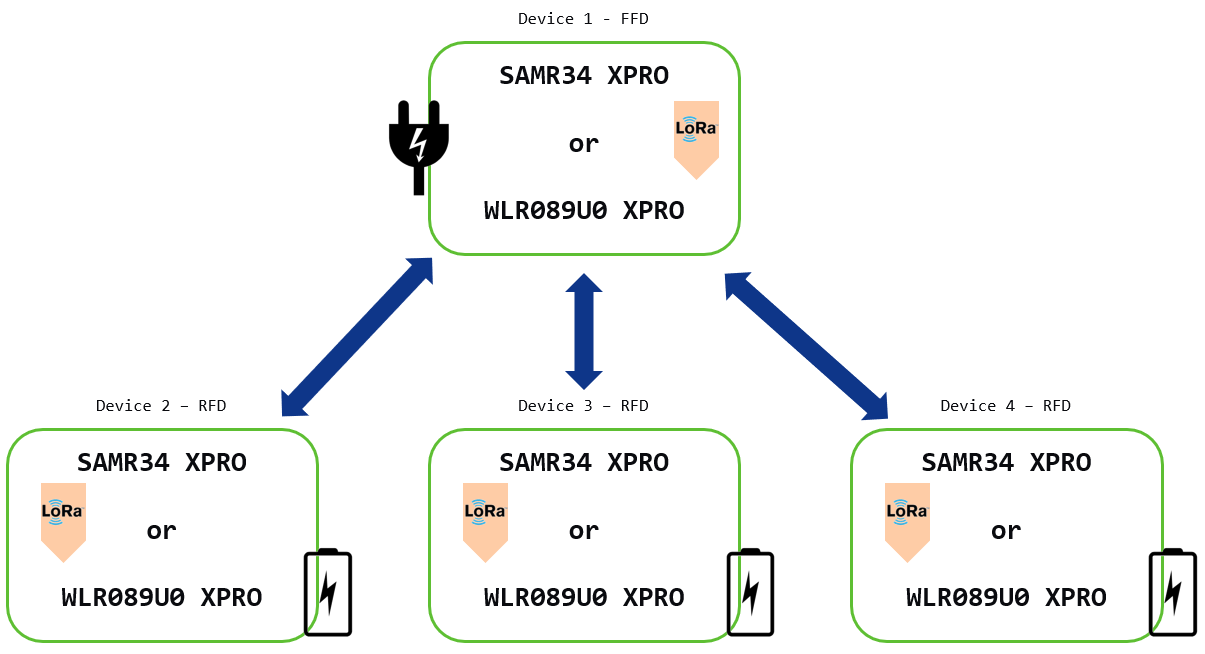 Device 1 - FFD
SAMR34 XPRO
LoRa
or
WLR089U0 XPRO
Device 2 – RFD
SAMR34 XPRO
LoRa
or
WLR089U0 XPRO
Device 3 – RFD
SAMR34 XPRO
LoRa
or
WLR089U0 XPRO
Device 4 – RFD
SAMR34 XPRO
LoRa
or
WLR089U0 XPRO